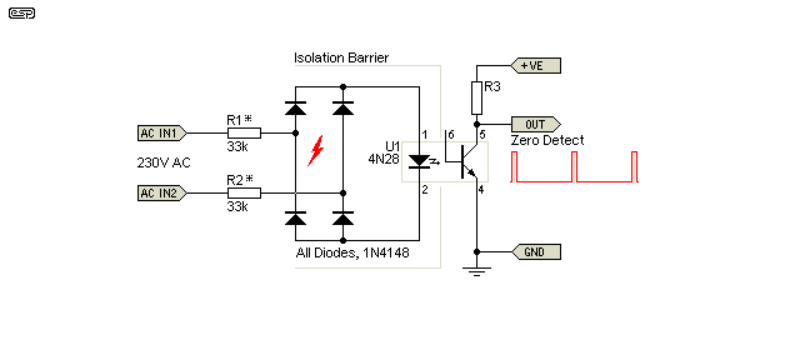 ESP
Isolation Barrier
+VE
R3
AC IN1
R1*
33k
230V AC
U1
4N28
1
6
5
OUT
Zero Detect
AC IN2
R2*
33k
2
4
All Diodes, 1N4148
GND